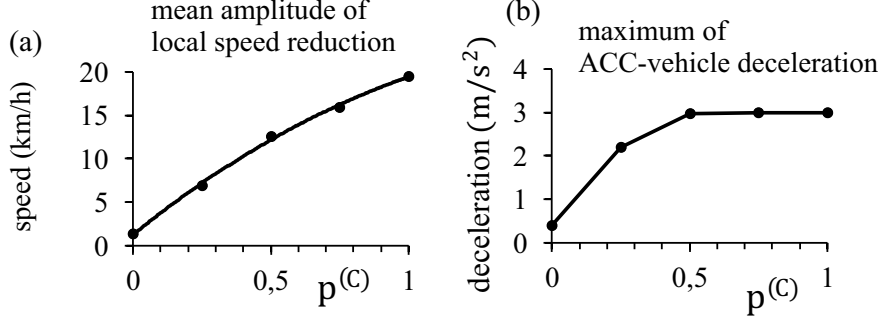 (a)
mean amplitude of
local speed reduction
speed (km/h)
20
15
10
5
0
0
0,5
1
p(C)
(b)
maximum of
ACC-vehicle deceleration
deceleration (m/s²)
4
3
2
1
0
0
0,5
1
p(C)